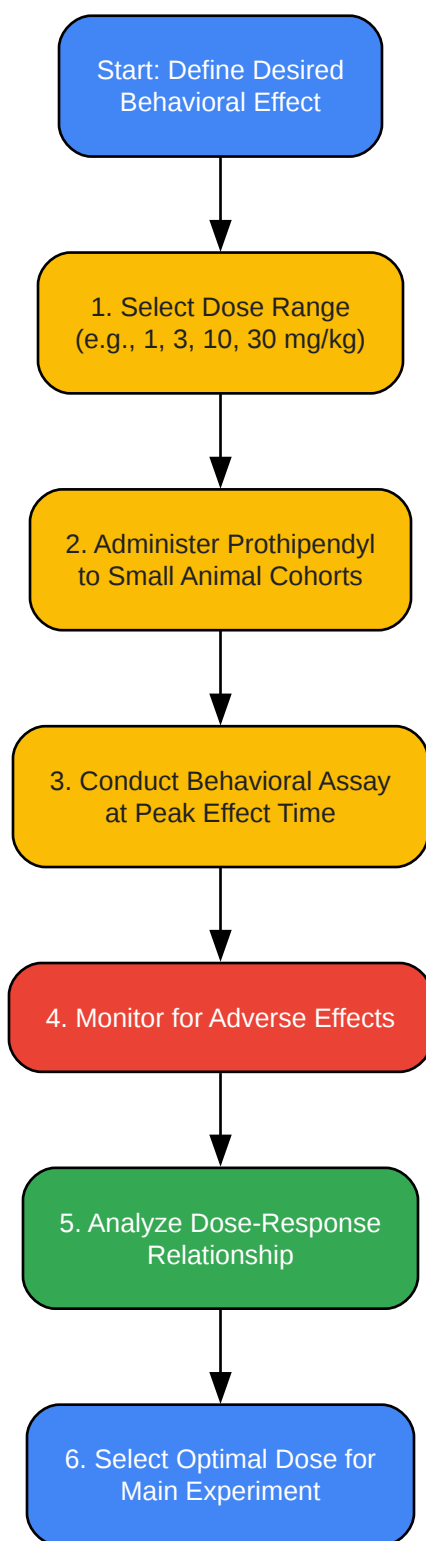 Start: Define Desired
Behavioral Effect
1. Select Dose Range
(e.g., 1, 3, 10, 30 mg/kg)
2. Administer Prothipendyl
to Small Animal Cohorts
3. Conduct Behavioral Assay
at Peak Effect Time
4. Monitor for Adverse Effects
5. Analyze Dose-Response
Relationship
6. Select Optimal Dose for
Main Experiment